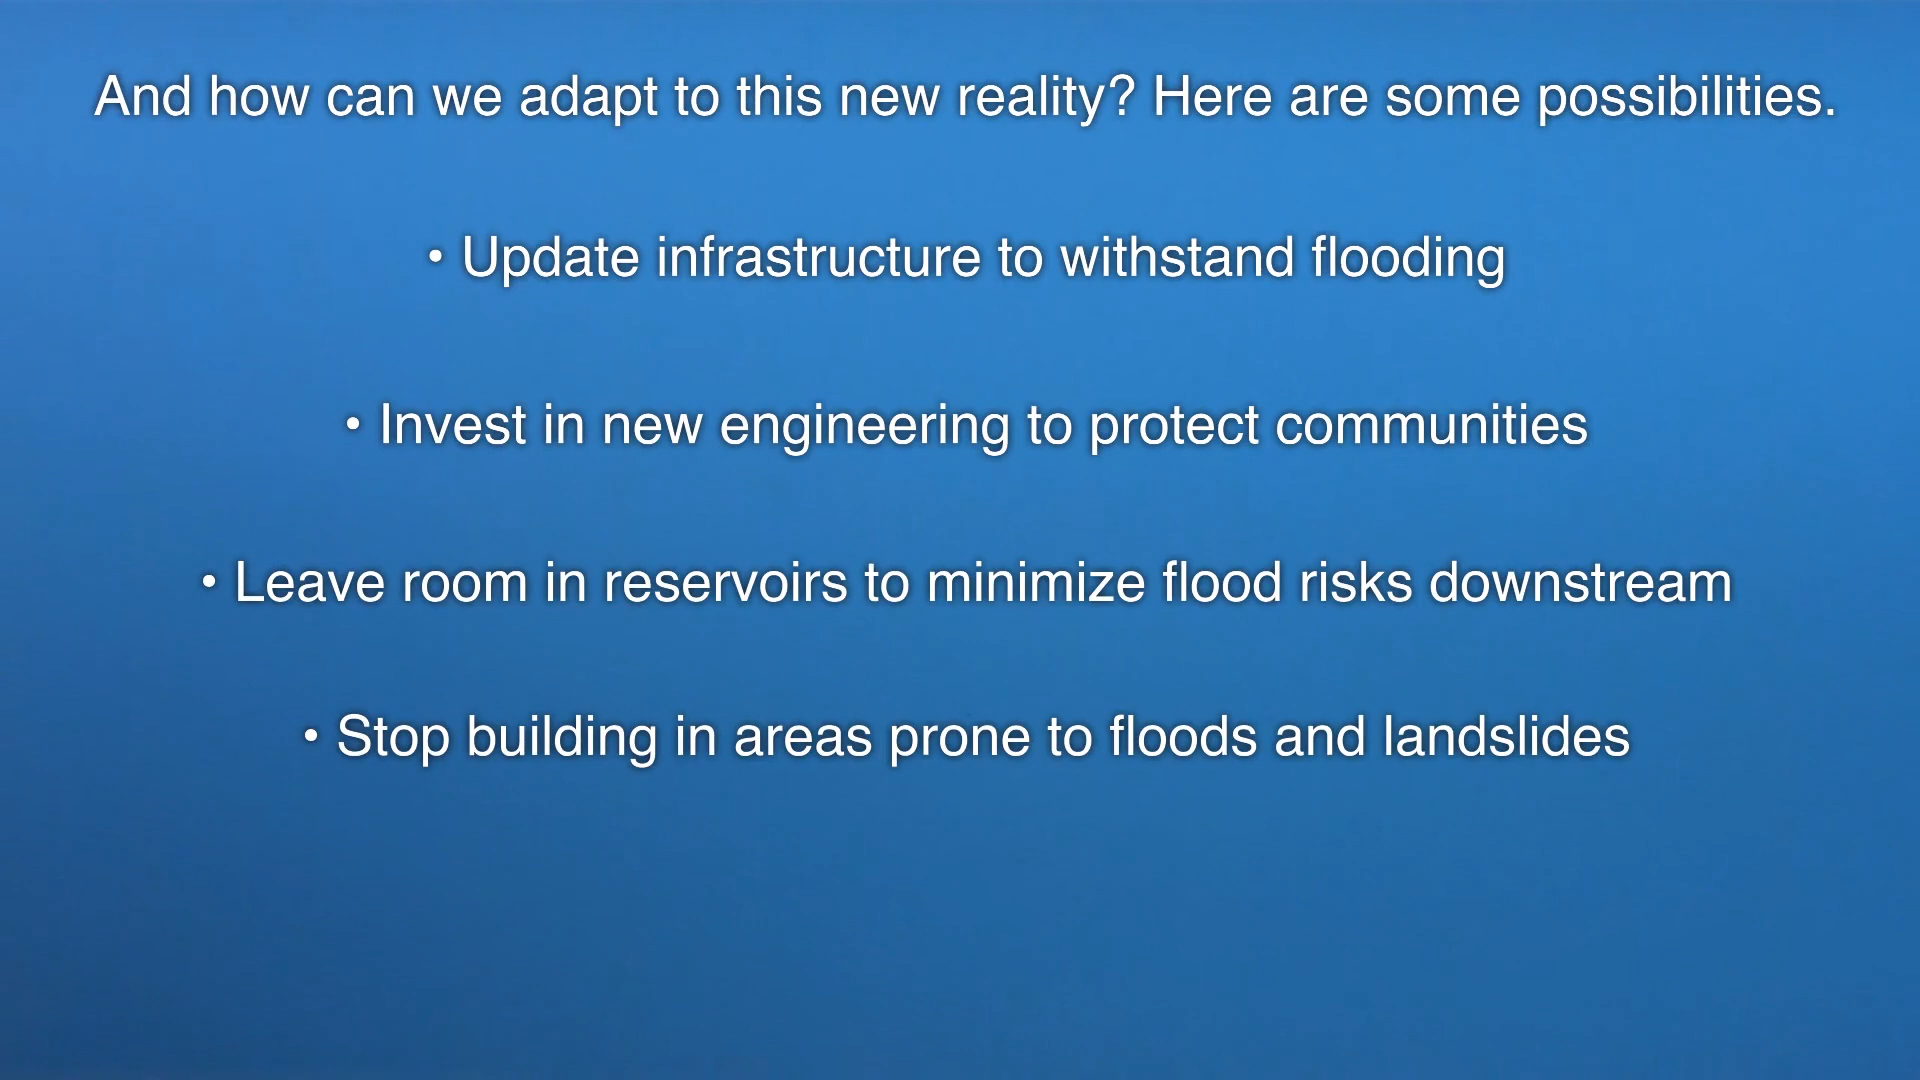 And how can we adapt to this new reality? Here are some possibilities.
• Update infrastructure to withstand flooding
• Invest in new engineering to protect communities
• Leave room in reservoirs to minimize flood risks downstream
• Stop building in areas prone to floods and landslides